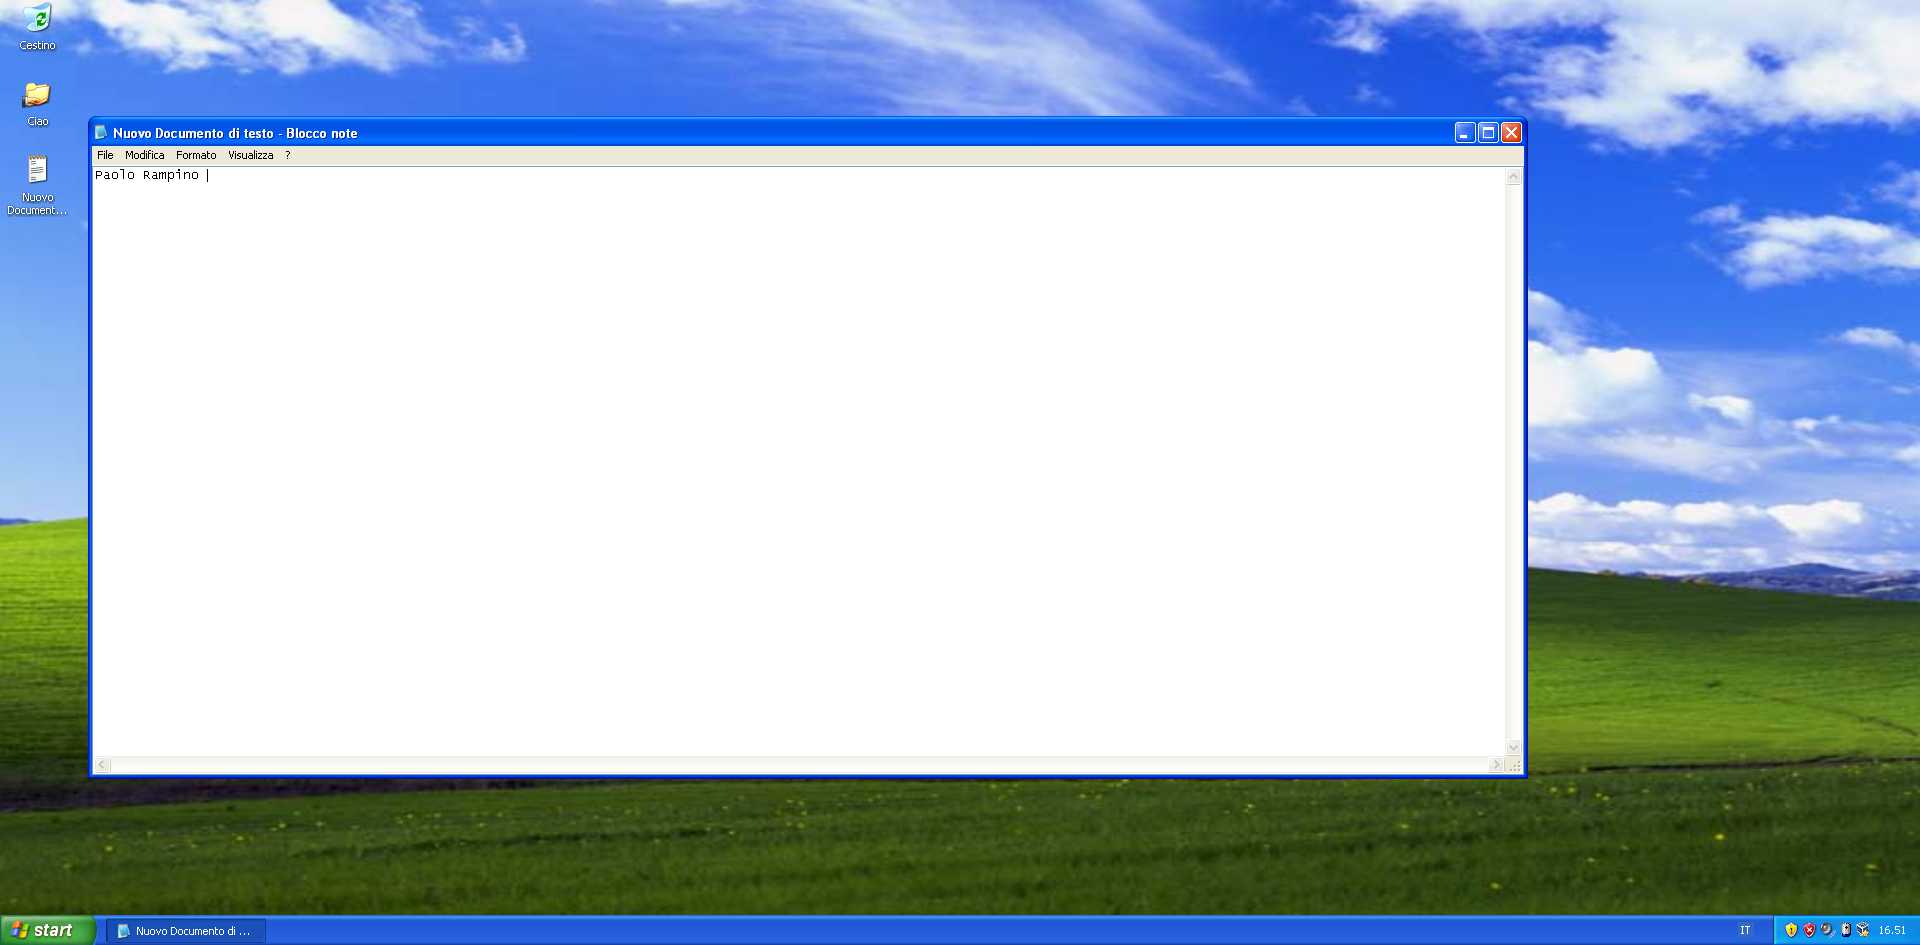 Cestino
Ciao
Nuovo
Document...
Nuovo Documento di testo - Blocco note
File Modifica Formato Visualizza ?
Paolo Rampino
start
Nuovo Documento di ...
IT
16.51